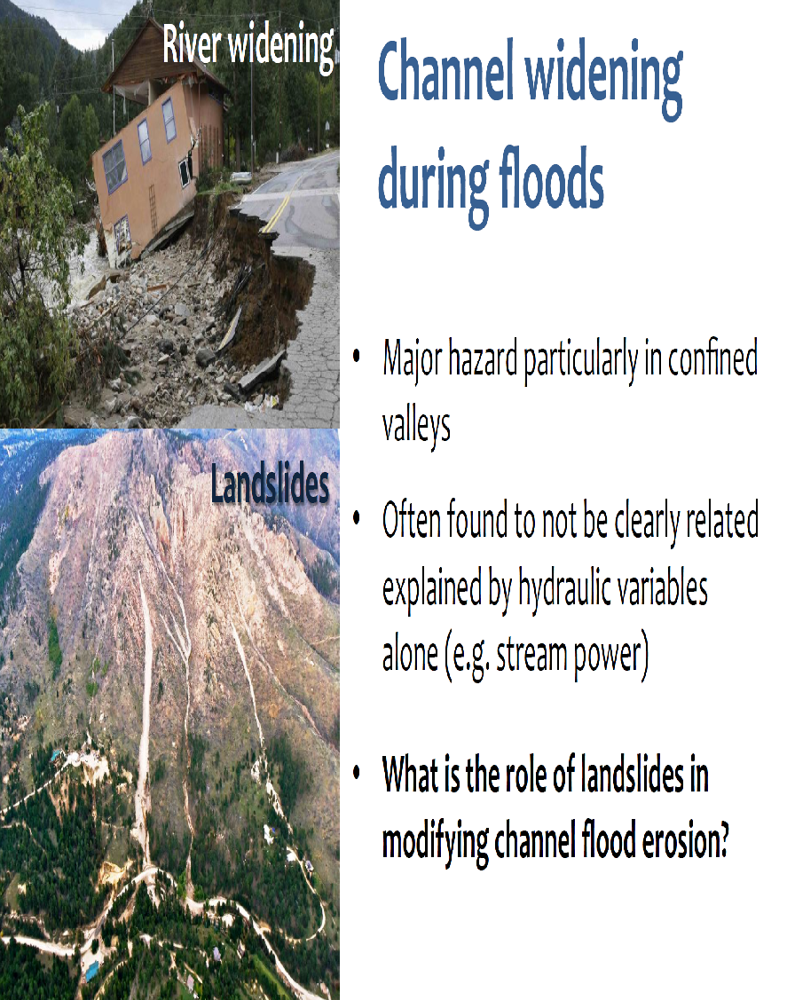 River widening
Landslides
Channel widening
during floods
• Major hazard particularly in confined
valleys
• Often found to not be clearly related
explained by hydraulic variables
alone (e.g. stream power)
• What is the role of landslides in
modifying channel flood erosion?